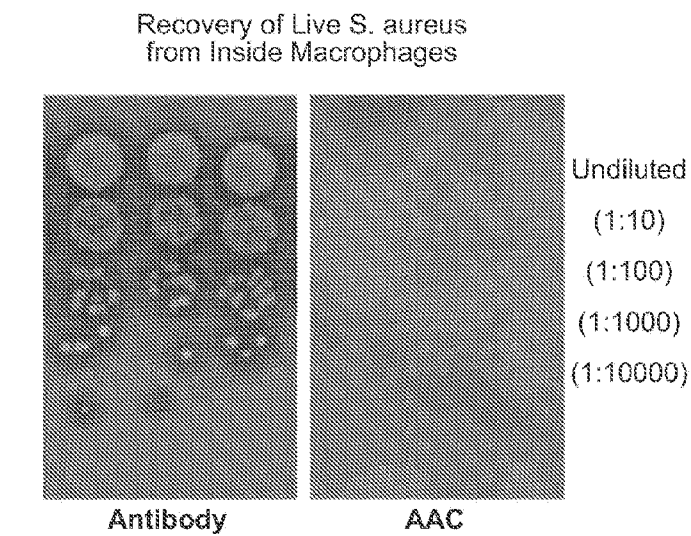 Recovery of Live S. aureus
from Inside Macrophages
Undiluted
(1:10)
(1:100)
(1:1000)
(1:10000)
Antibody
AAC